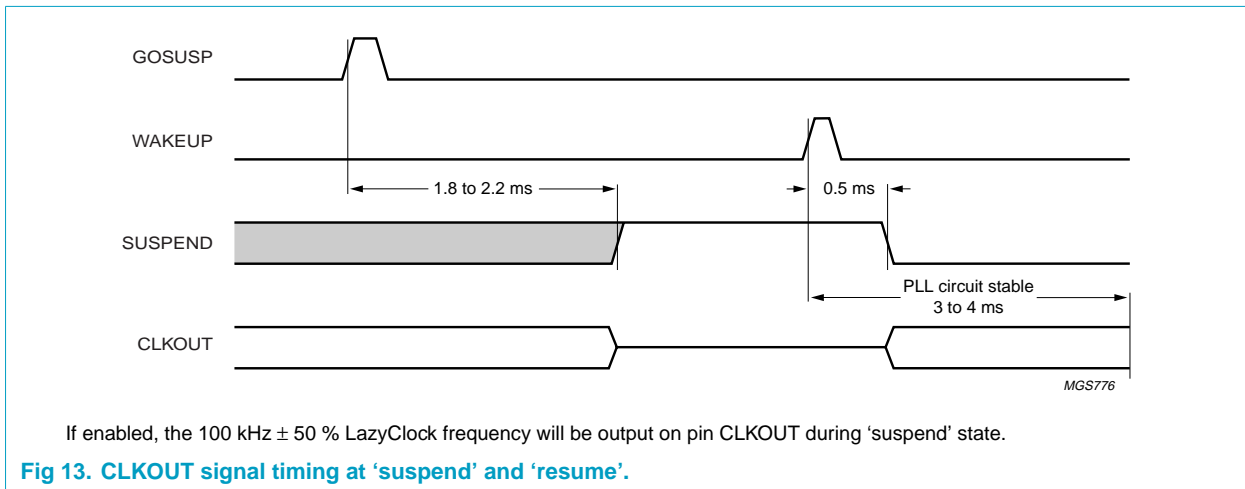 GOSUSP
WAKEUP
1.8 to 2.2 ms
0.5 ms
SUSPEND
PLL circuit stable
3 to 4 ms
CLKOUT
MGS776
If enabled, the 100 kHz ± 50 % LazyClock frequency will be output on pin CLKOUT during ‘suspend’ state.
Fig 13. CLKOUT signal timing at ‘suspend’ and ‘resume’.